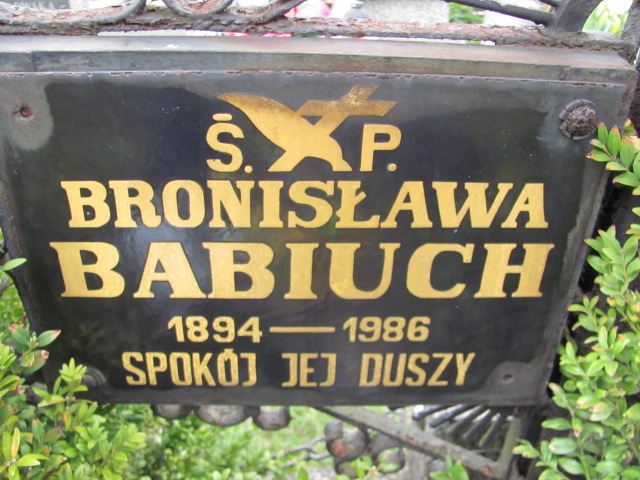 Ś. P.
BRONISŁAWA
BABIUCH
1894 — 1986
SPOKÓJ JEJ DUSZY